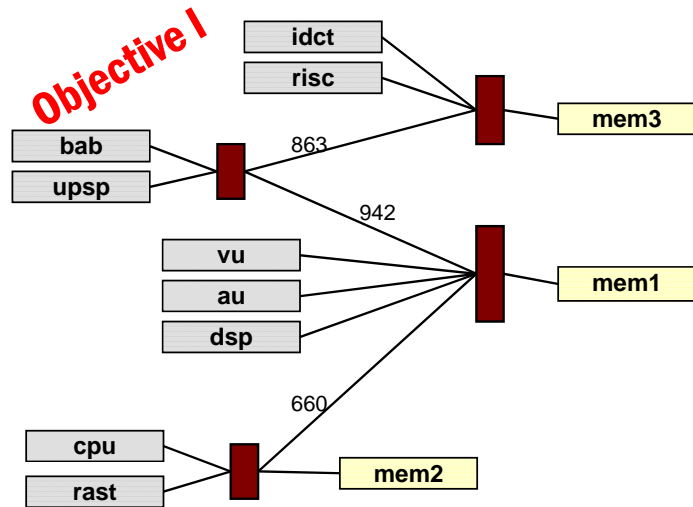 Objective I
idct
risc
mem3
863
bab
upsp
942
vu
au
dsp
mem1
660
cpu
rast
mem2